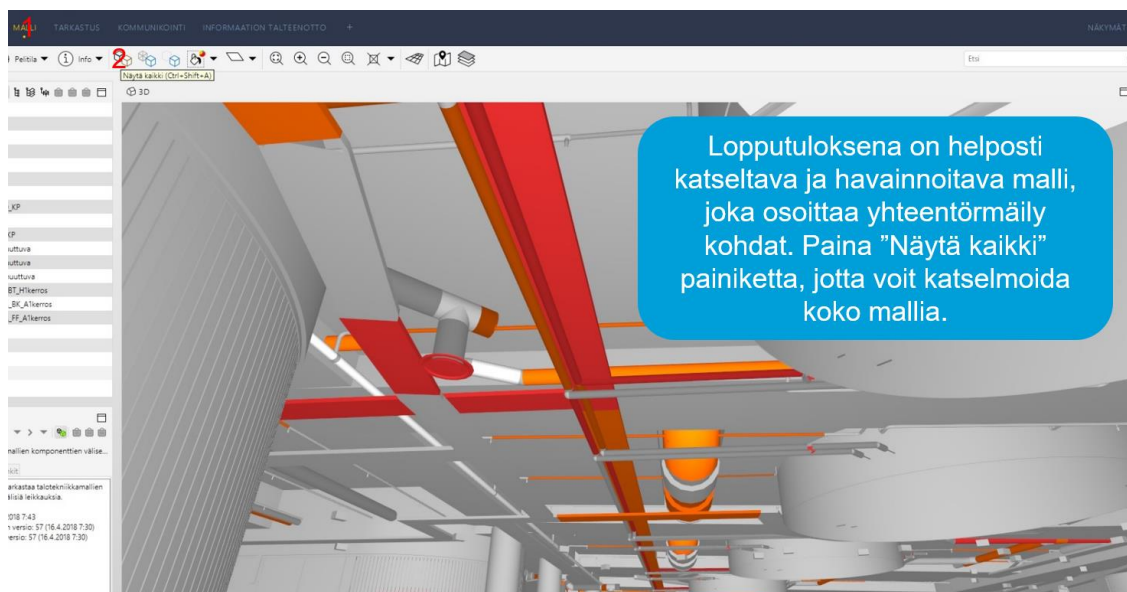 1
MALLI TARKASTUS KOMMUNIKOINTI INFORMAATION TALTEENOTTO + NÄKYMÄT
Pelitila Info 2 Etsi
Näytä kaikki (Ctrl+Shift+A)
3D
Lopputuloksena on helposti
katseltava ja havainnoitava malli,
joka osoittaa yhteentörmäily
kohdat. Paina ”Näytä kaikki”
painiketta, jotta voit katselmoida
koko mallia.
_KP
KP
uuttuva
uuttuva
uuttuva
BT_H1kerros
_BK_A1kerros
_FF_A1kerros
mallien komponenttien välise...
tarkastaa talotekniikkamallien
älisiä leikkauksia.
2018 7:43
n versio: 57 (16.4.2018 7:30)
versio: 57 (16.4.2018 7:30)